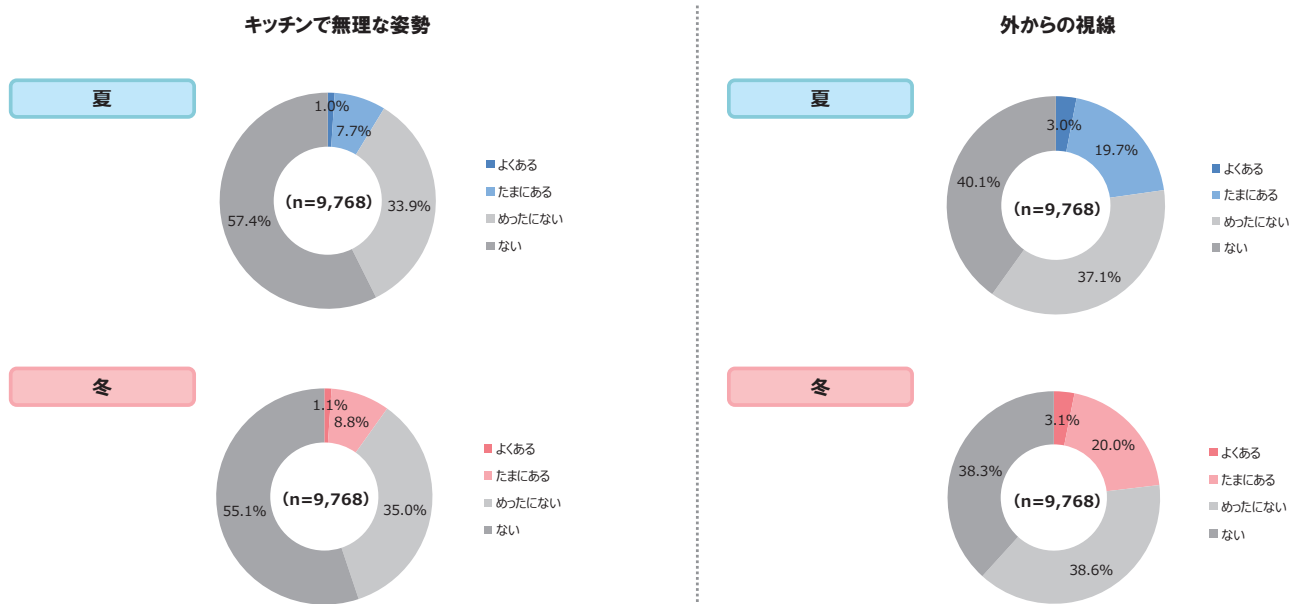 キッチンで無理な姿勢
夏
1.0%
7.7%
33.9%
57.4%
（n=9,768）
よくある
たまにある
めったにない
ない
冬
1.1%
8.8%
35.0%
55.1%
（n=9,768）
よくある
たまにある
めったにない
ない
外からの視線
夏
3.0%
19.7%
37.1%
40.1%
（n=9,768）
よくある
たまにある
めったにない
ない
冬
3.1%
20.0%
38.6%
38.3%
（n=9,768）
よくある
たまにある
めったにない
ない